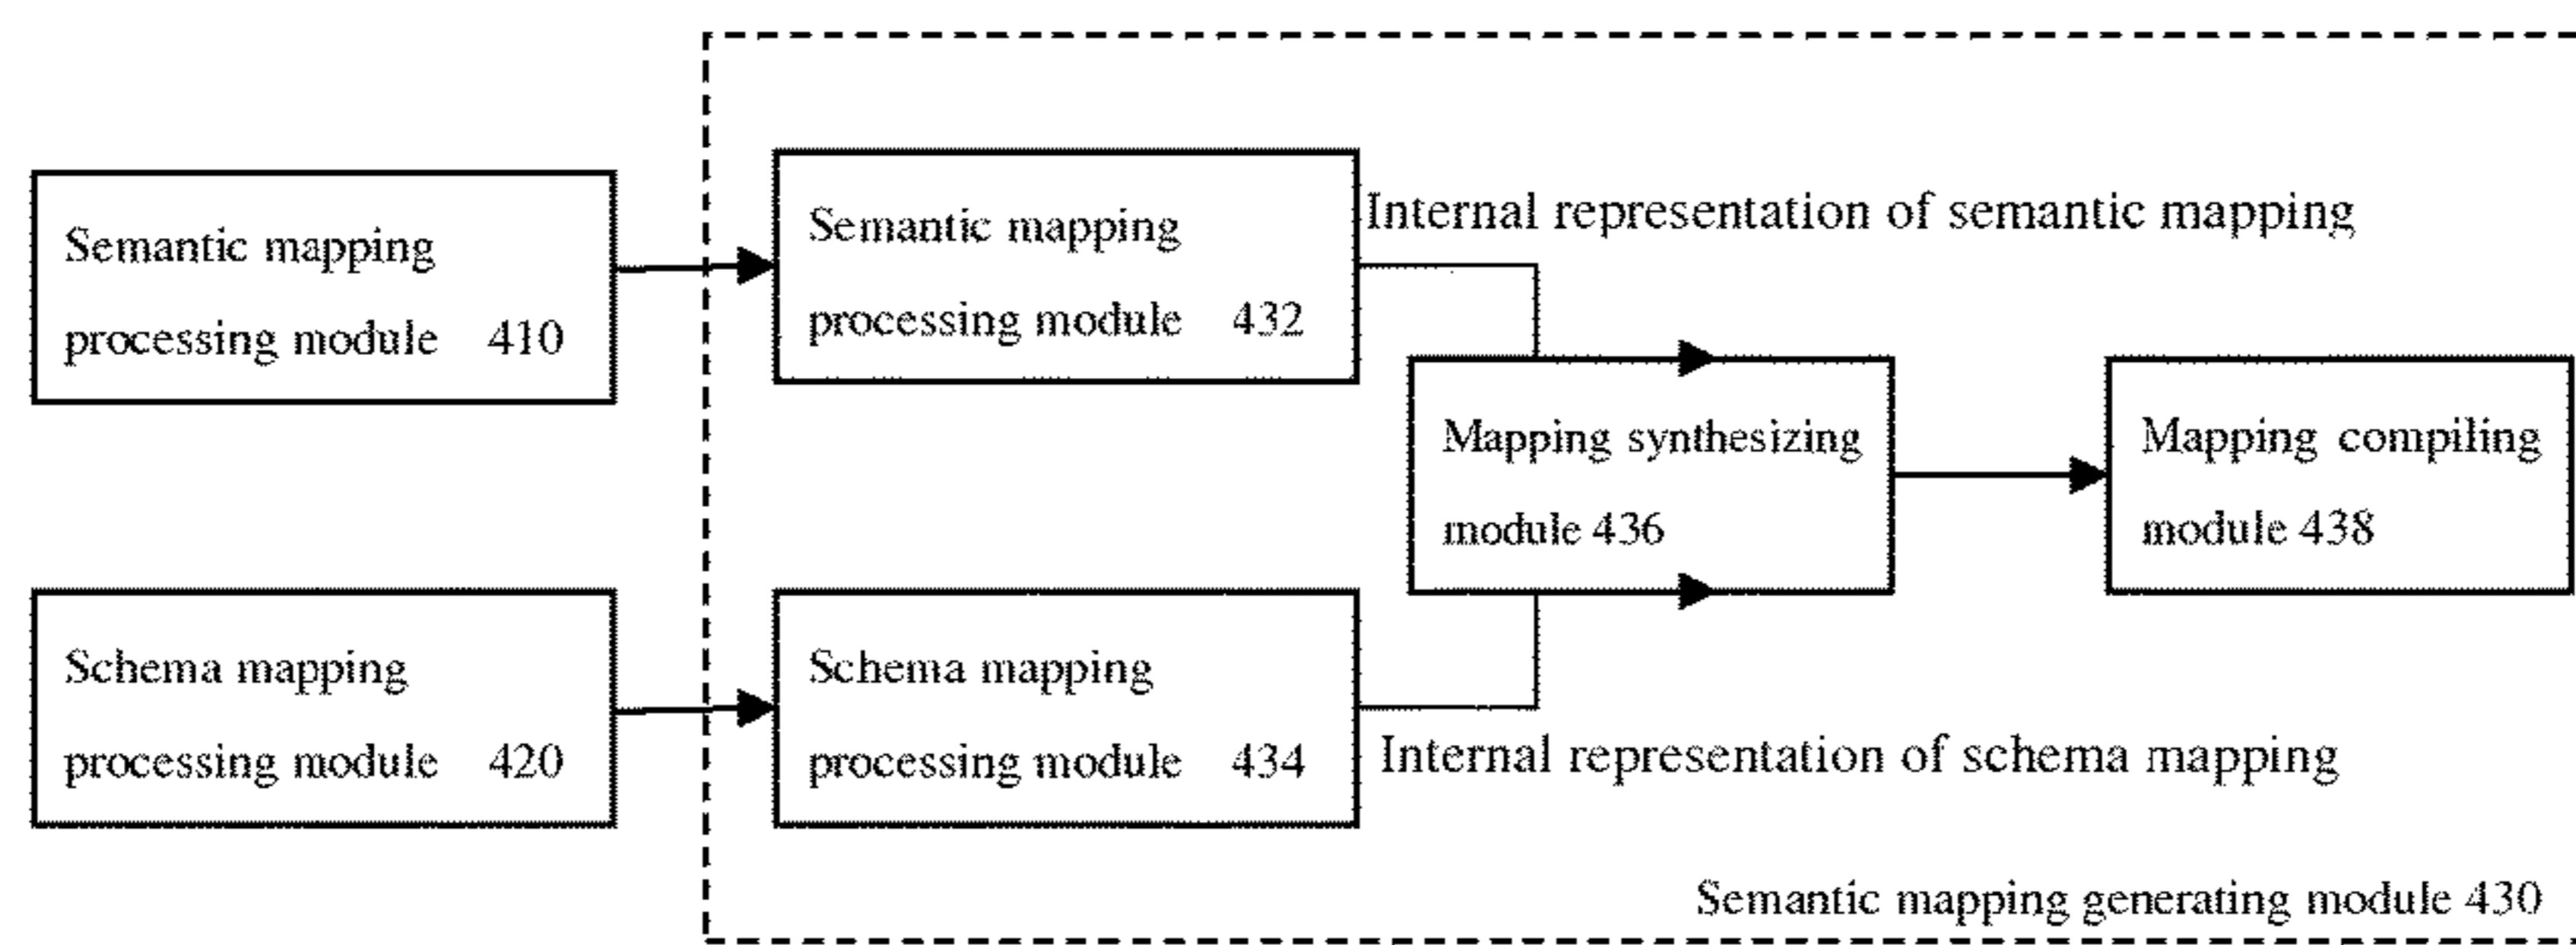 Semantic mapping
processing module 410
Semantic mapping
processing module 432
Internal representation of semantic mapping
Mapping synthesizing
module 436
Mapping compiling
module 438
Schema mapping
processing module 420
Schema mapping
processing module 434
Internal representation of schema mapping
Semantic mapping generating module 430